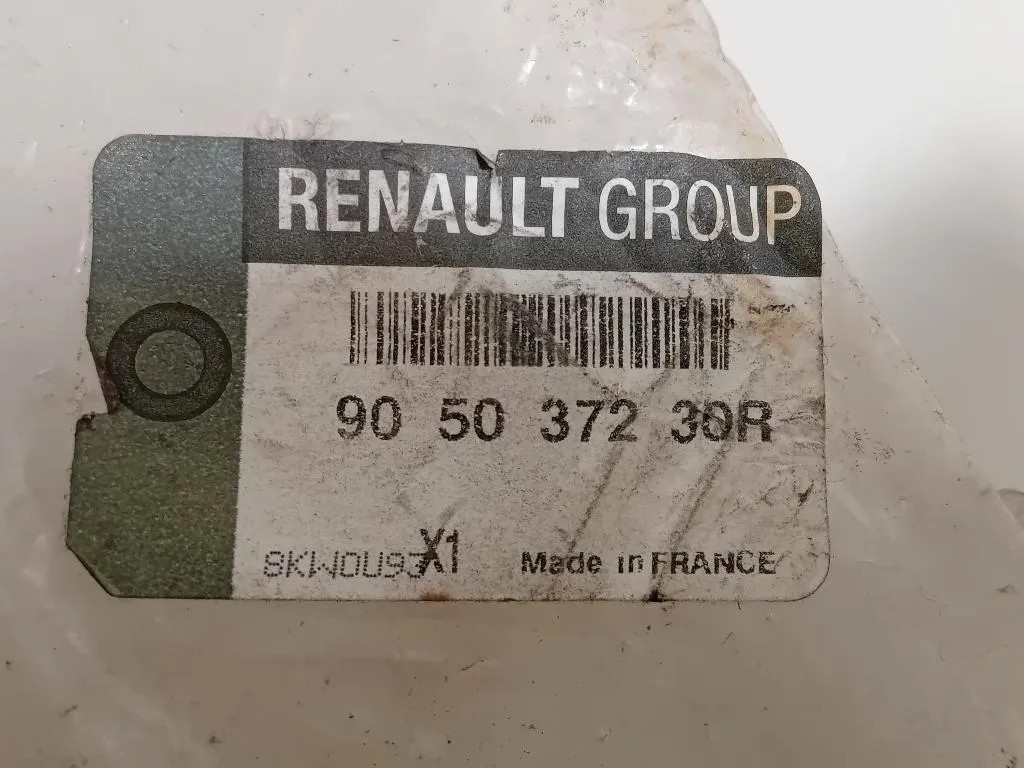 RENAULT GROUP
90 50 372 30R
8KW0U93 X1 Made in FRANCE